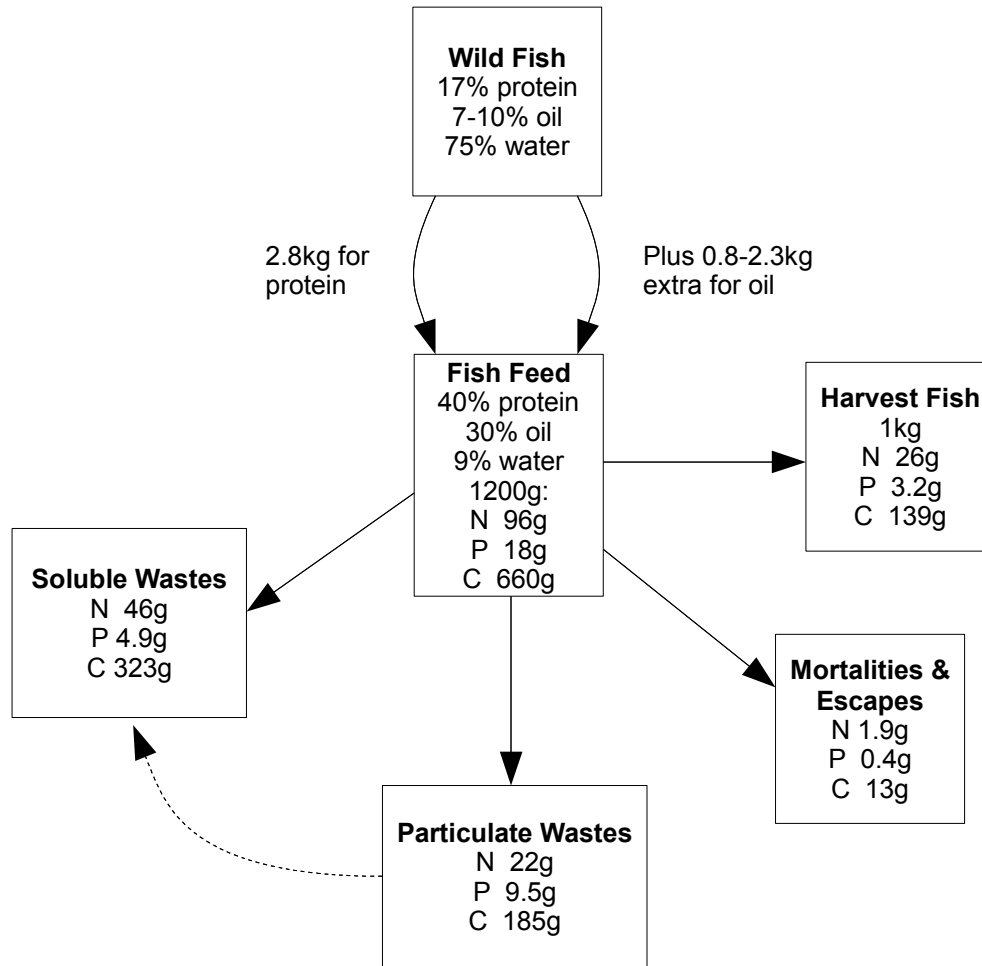 Wild Fish
17% protein
7-10% oil
75% water
2.8kg for
protein
Plus 0.8-2.3kg
extra for oil
Fish Feed
40% protein
30% oil
9% water
1200g:
N 96g
P 18g
C 660g
Harvest Fish
1kg
N 26g
P 3.2g
C 139g
Soluble Wastes
N 46g
P 4.9g
C 323g
Mortalities &
Escapes
N 1.9g
P 0.4g
C 13g
Particulate Wastes
N 22g
P 9.5g
C 185g